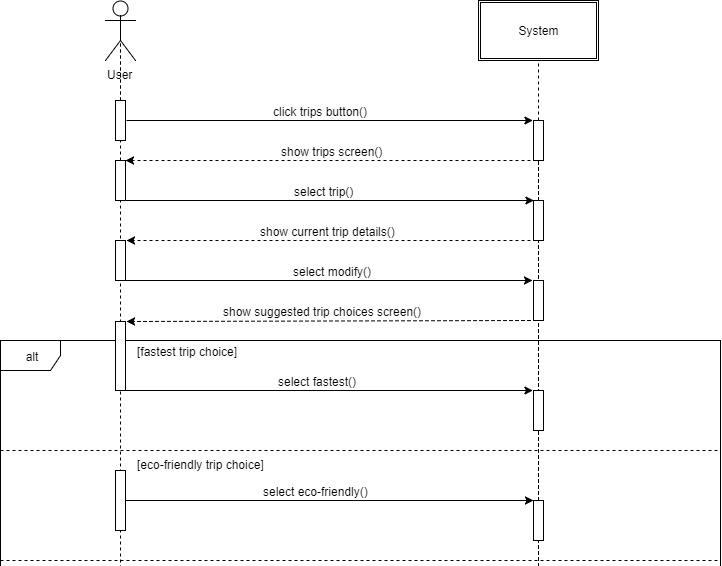 System
User
click trips button()
show trips screen()
select trip()
show current trip details()
select modify()
show suggested trip choices screen()
alt
[fastest trip choice]
select fastest()
[eco-friendly trip choice]
select eco-friendly()